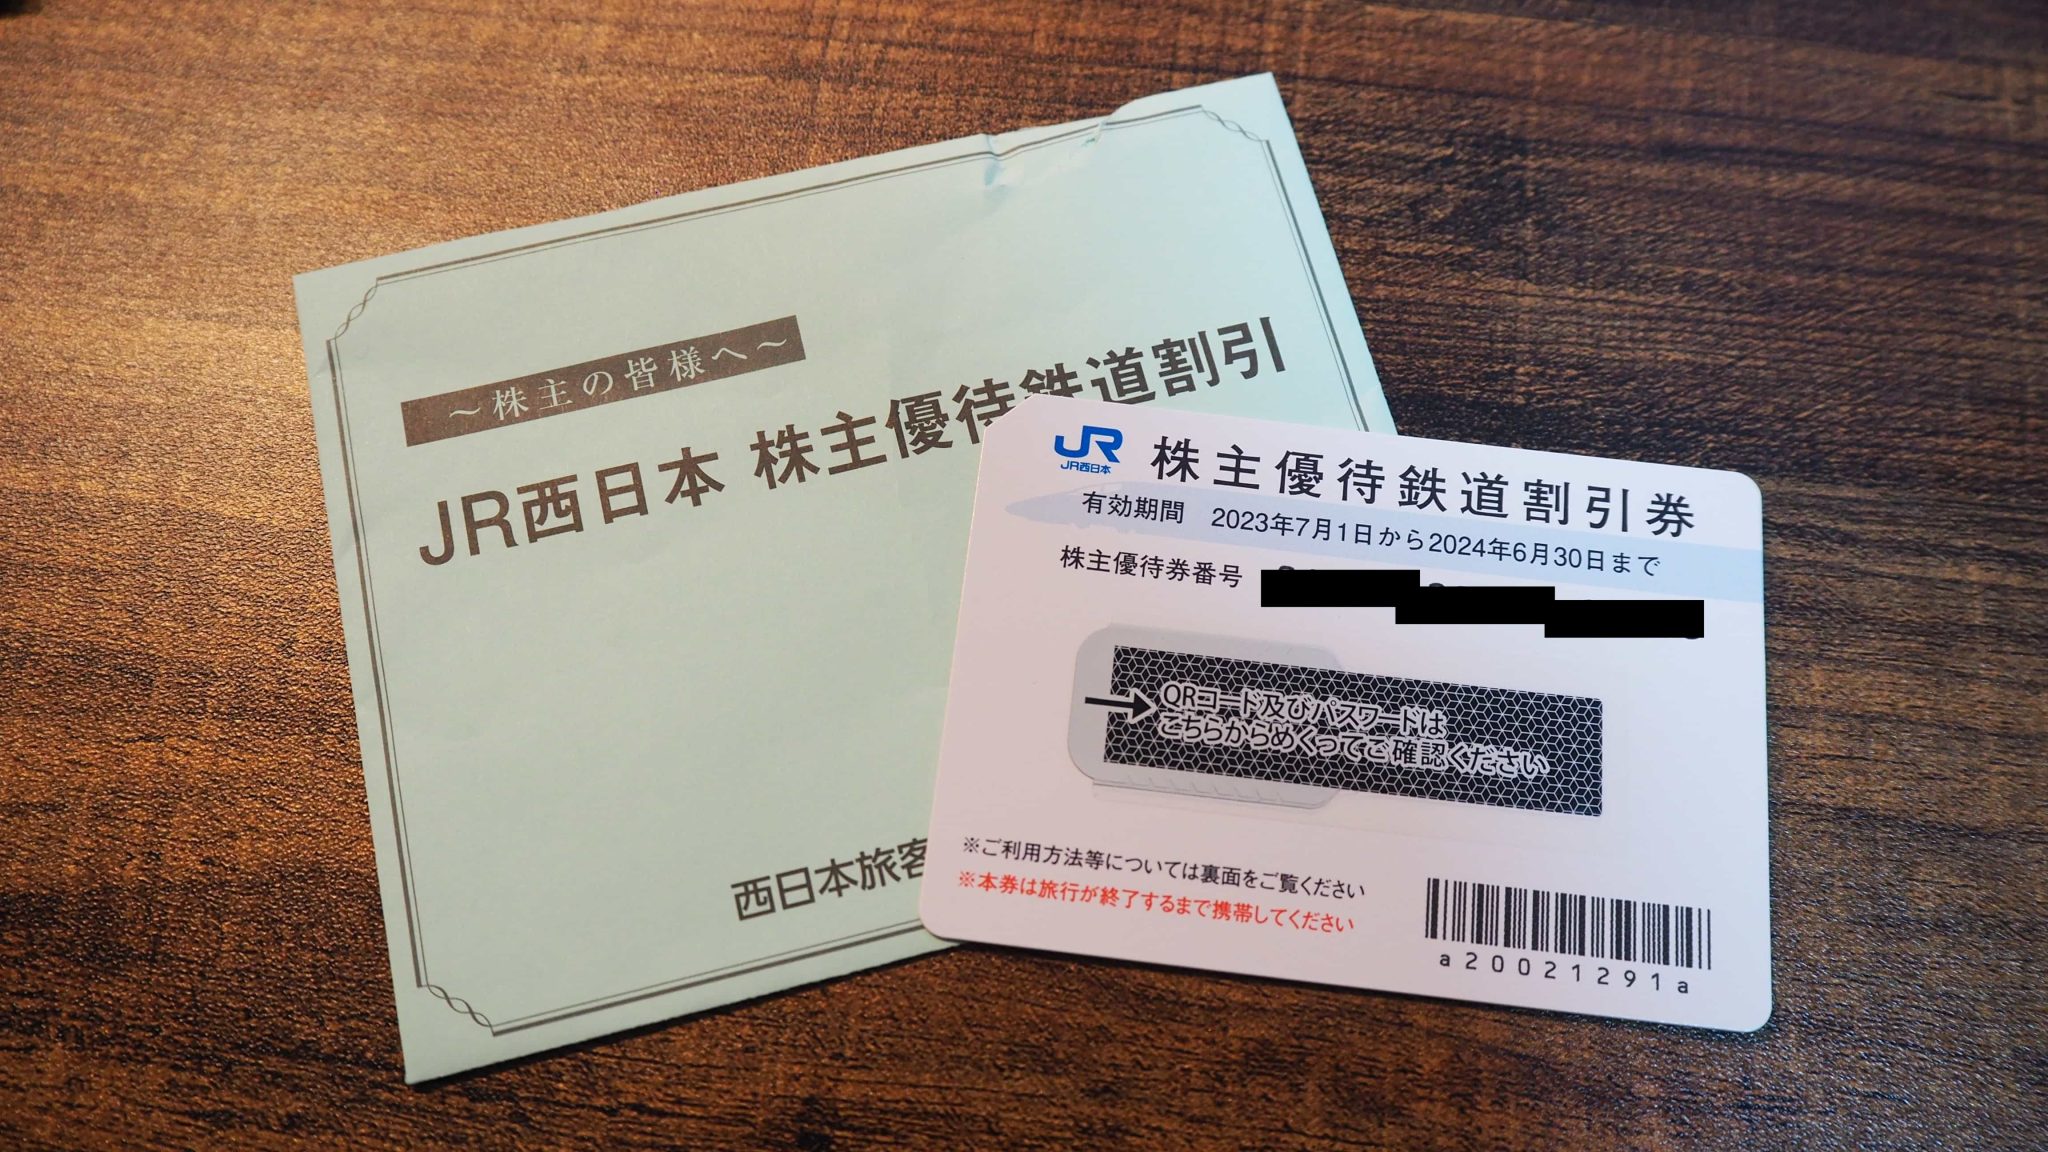 ～株主の皆様へ～
JR西日本 株主優待鉄道割引
西日本旅客
JR
JR西日本
株主優待鉄道割引券
有効期間 2023年7月1日から2024年6月30日まで
株主優待券番号
→QRコード及びパスワードは
こちらからめくってご確認ください
※ご利用方法等については裏面をご覧ください
※本券は旅行が終了するまで携帯してください
a20021291a